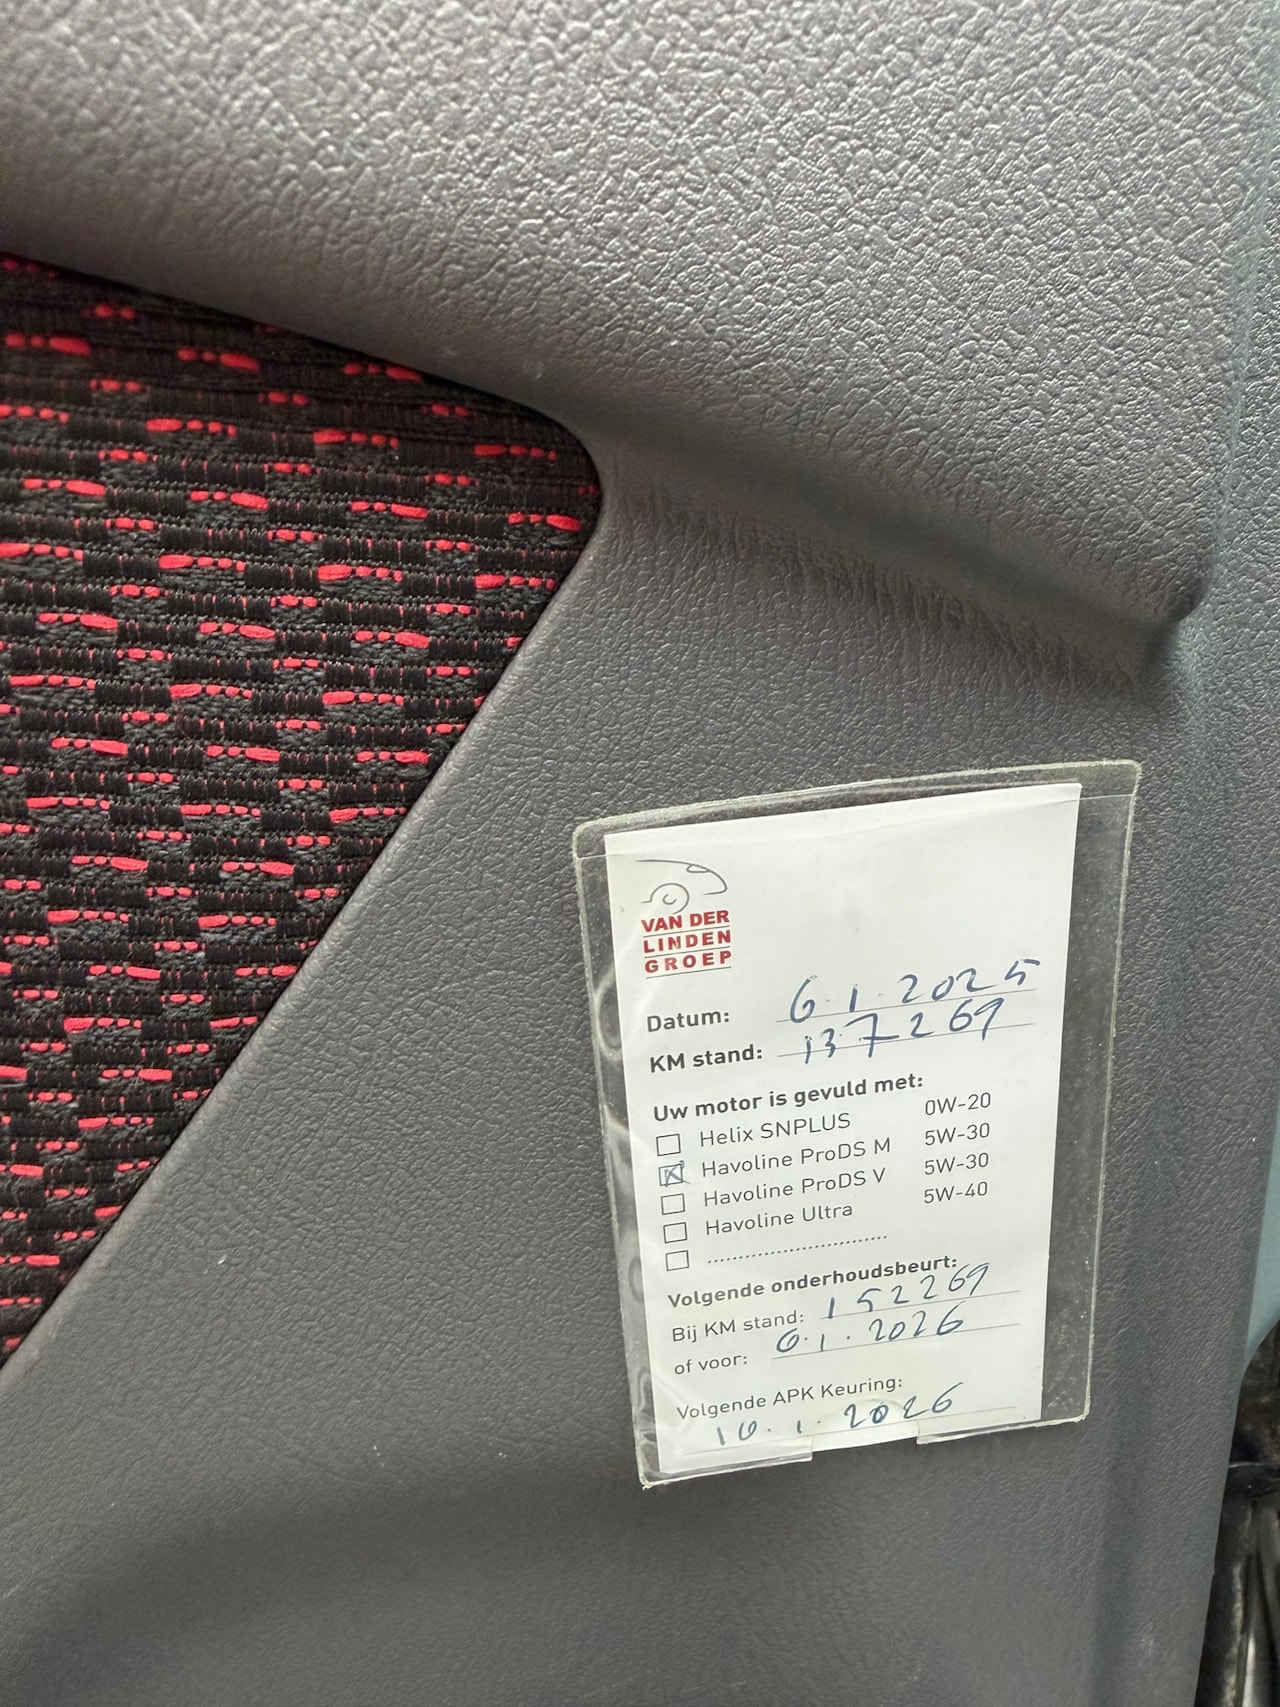 VAN DER
LINDEN
GROEP
Datum: 6.1.2025
KM stand: 137269
Uw motor is gevuld met:
Helix SNPLUS 0W-20
Havoline ProDS M 5W-30
Havoline ProDS V 5W-30
Havoline Ultra 5W-40
..............................
Volgende onderhoudsbeurt:
Bij KM stand: 152269
of voor: 6.1.2026
Volgende APK Keuring:
10.1.2026